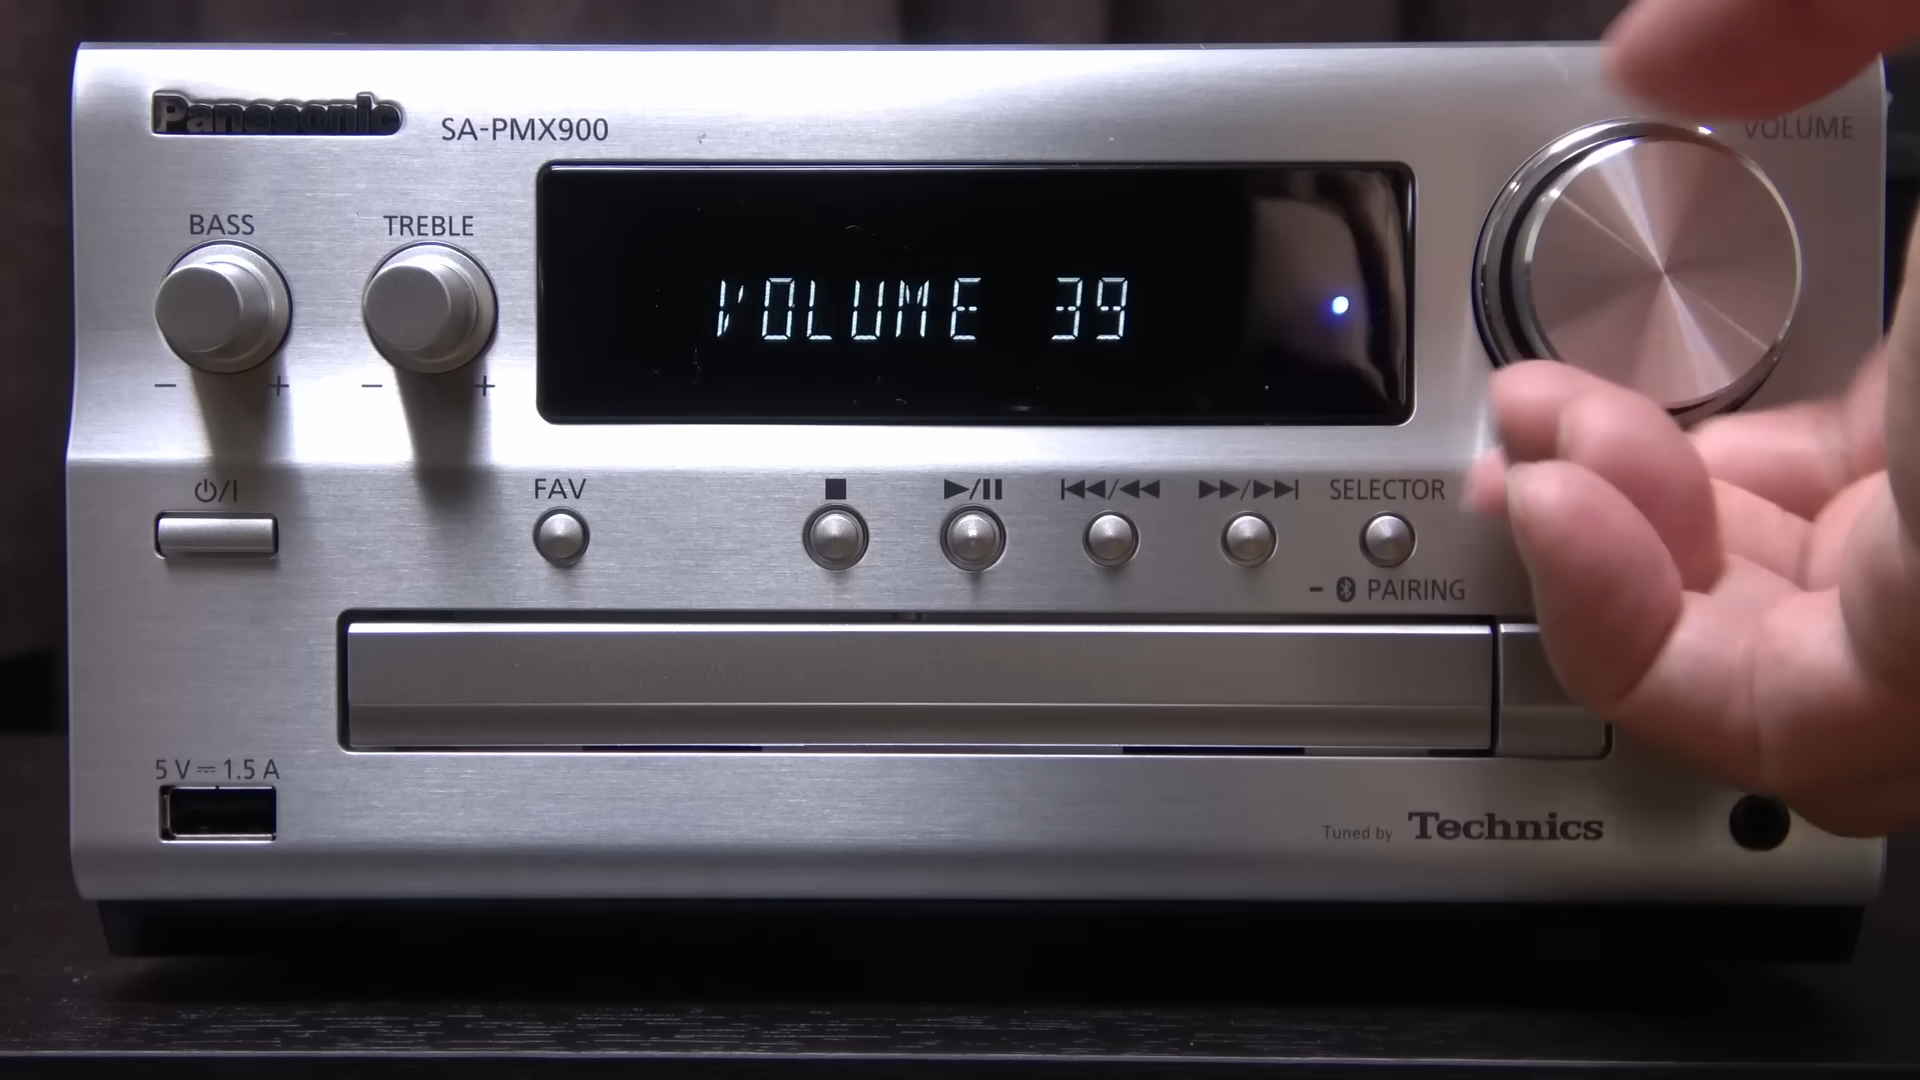 Panasonic
SA-PMX900
VOLUME
BASS
TREBLE
VOLUME 39
− +
− +
⏻/I
FAV
■
▶/❚❚
⏮◀/◀◀
▶▶/▶▶⏭
SELECTOR
– PAIRING
5 V ⎓ 1.5 A
Tuned by Technics